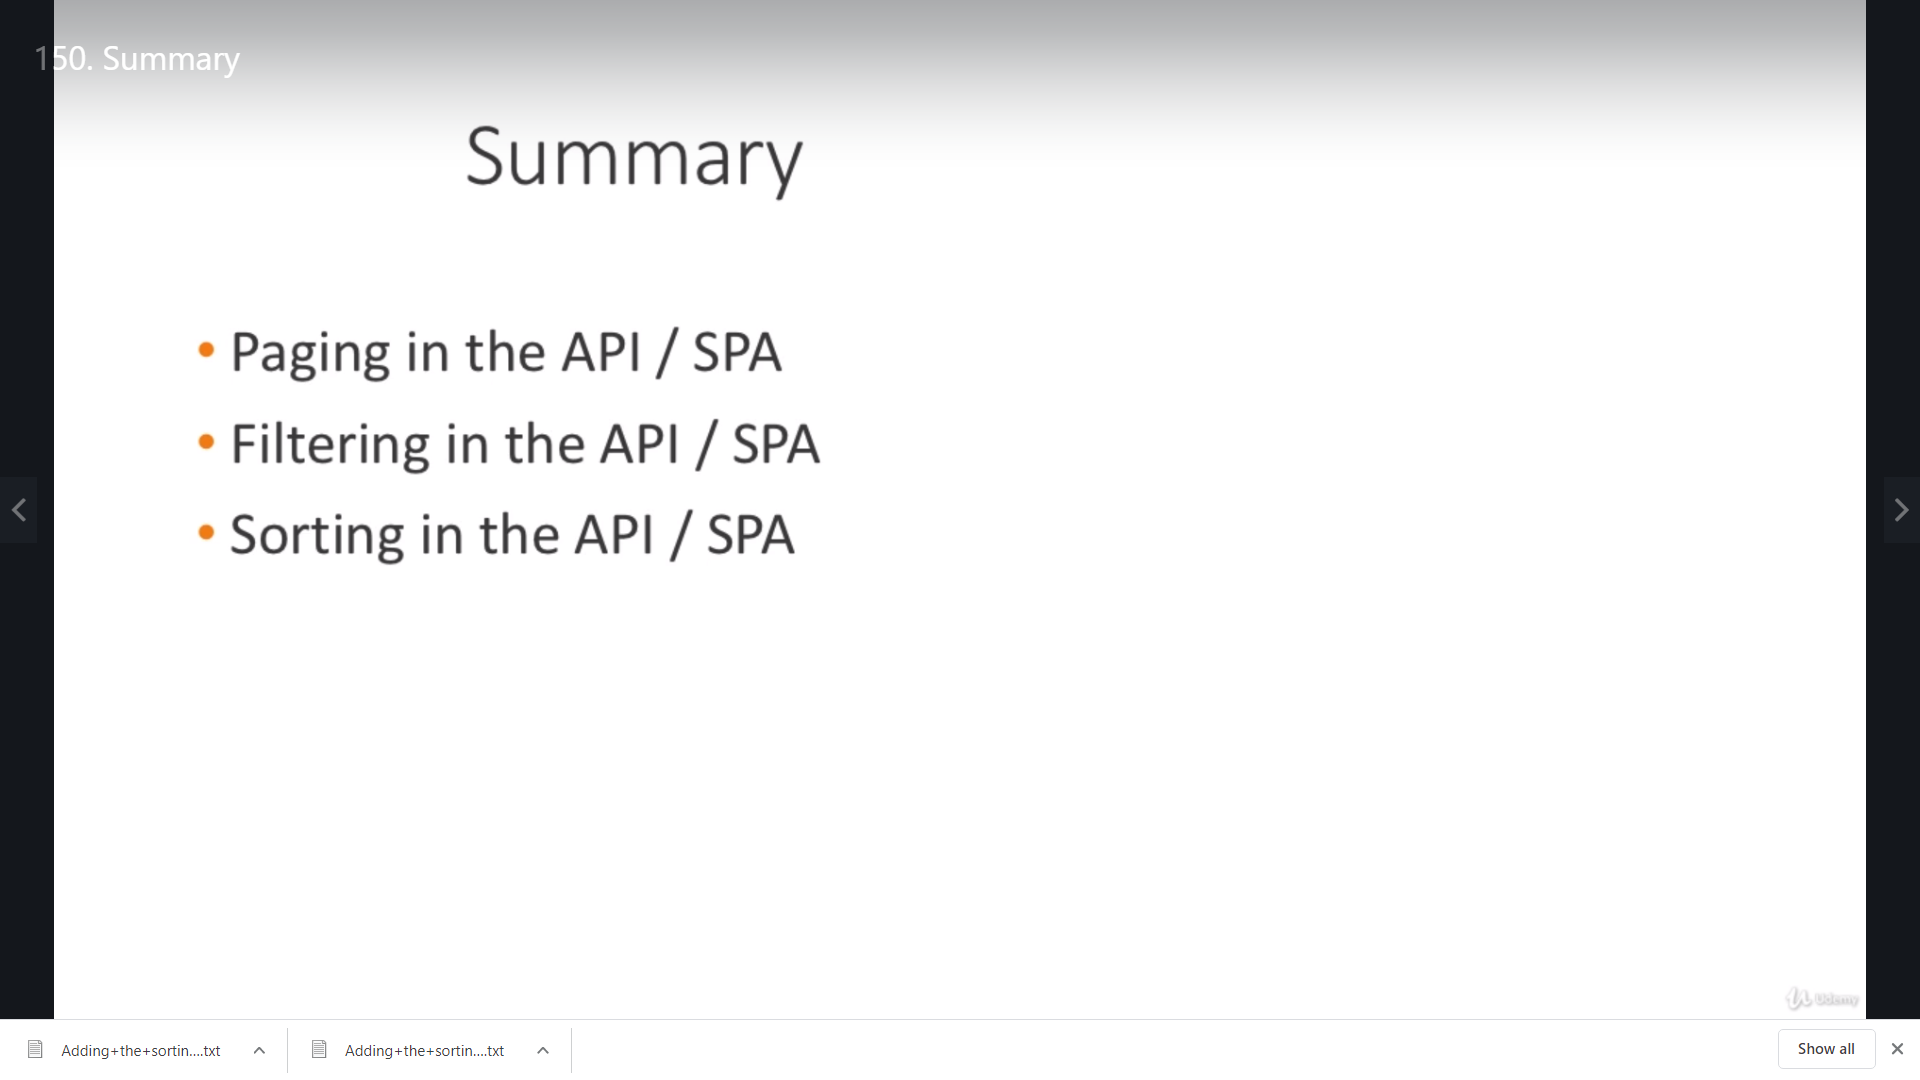 150. Summary
Summary
• Paging in the API / SPA
• Filtering in the API / SPA
• Sorting in the API / SPA
Udemy
Adding+the+sortin....txt
Adding+the+sortin....txt
Show all